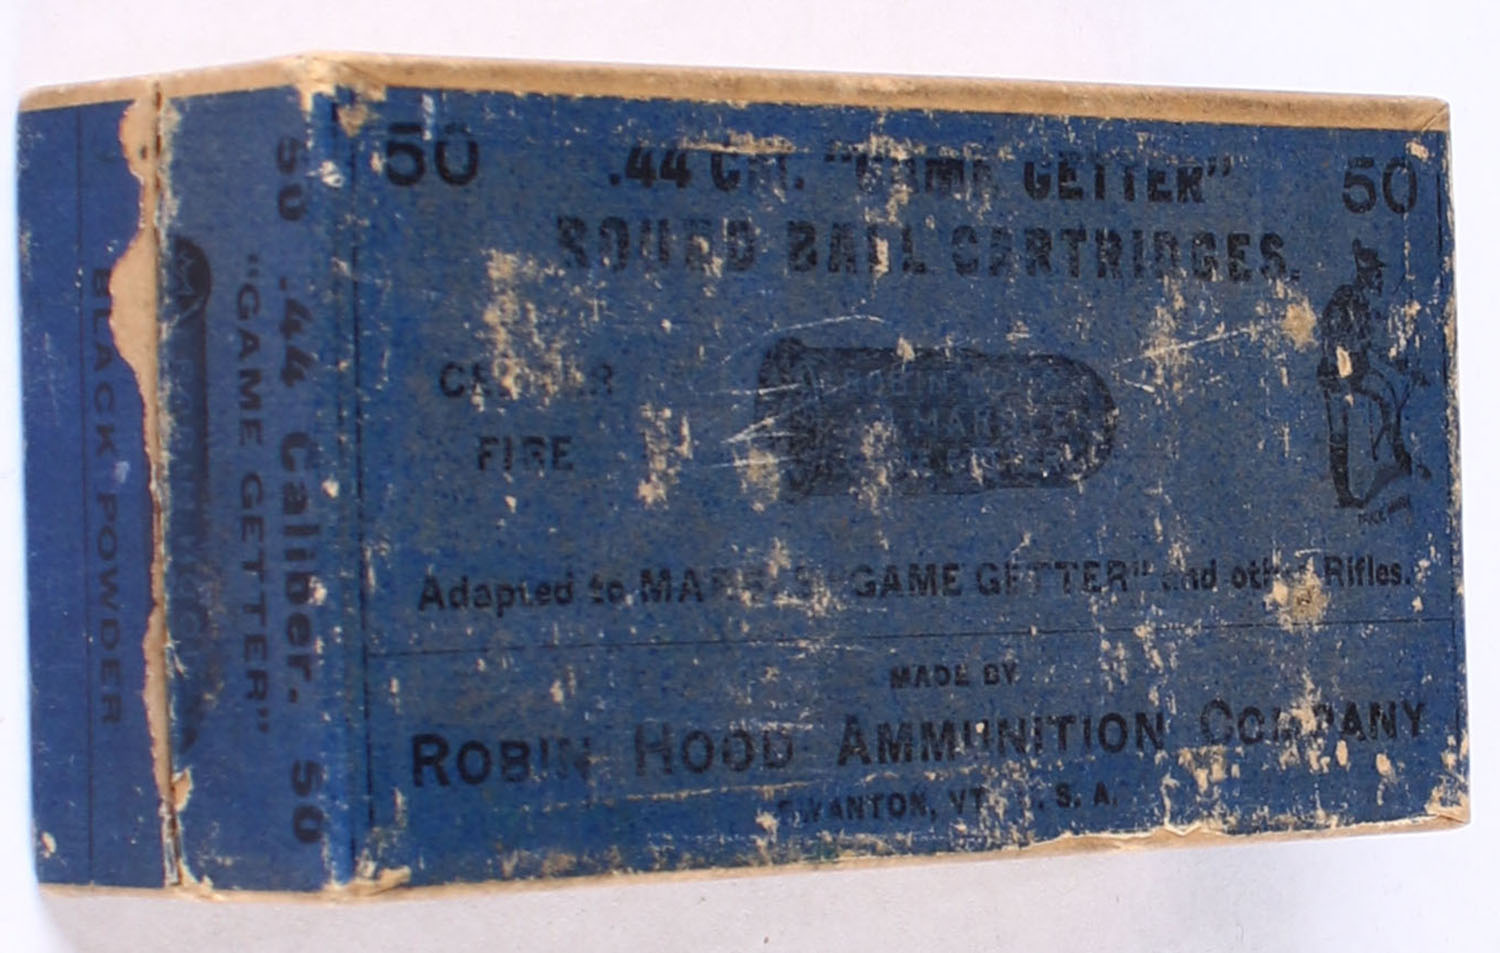 50 .44 Cal. "GAME GETTER" 50
ROUND BALL CARTRIDGES.
CENTER
FIRE
Adapted to MARBLE'S "GAME GETTER" and other Rifles.
MADE BY
ROBIN HOOD AMMUNITION COMPANY
SWANTON, VT., U. S. A.
50 .44 Caliber. 50
"GAME GETTER"
BLACK POWDER